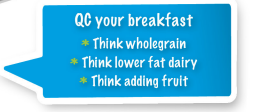 QC your breakfast
* Think wholegrain
* Think lower fat dairy
* Think adding fruit